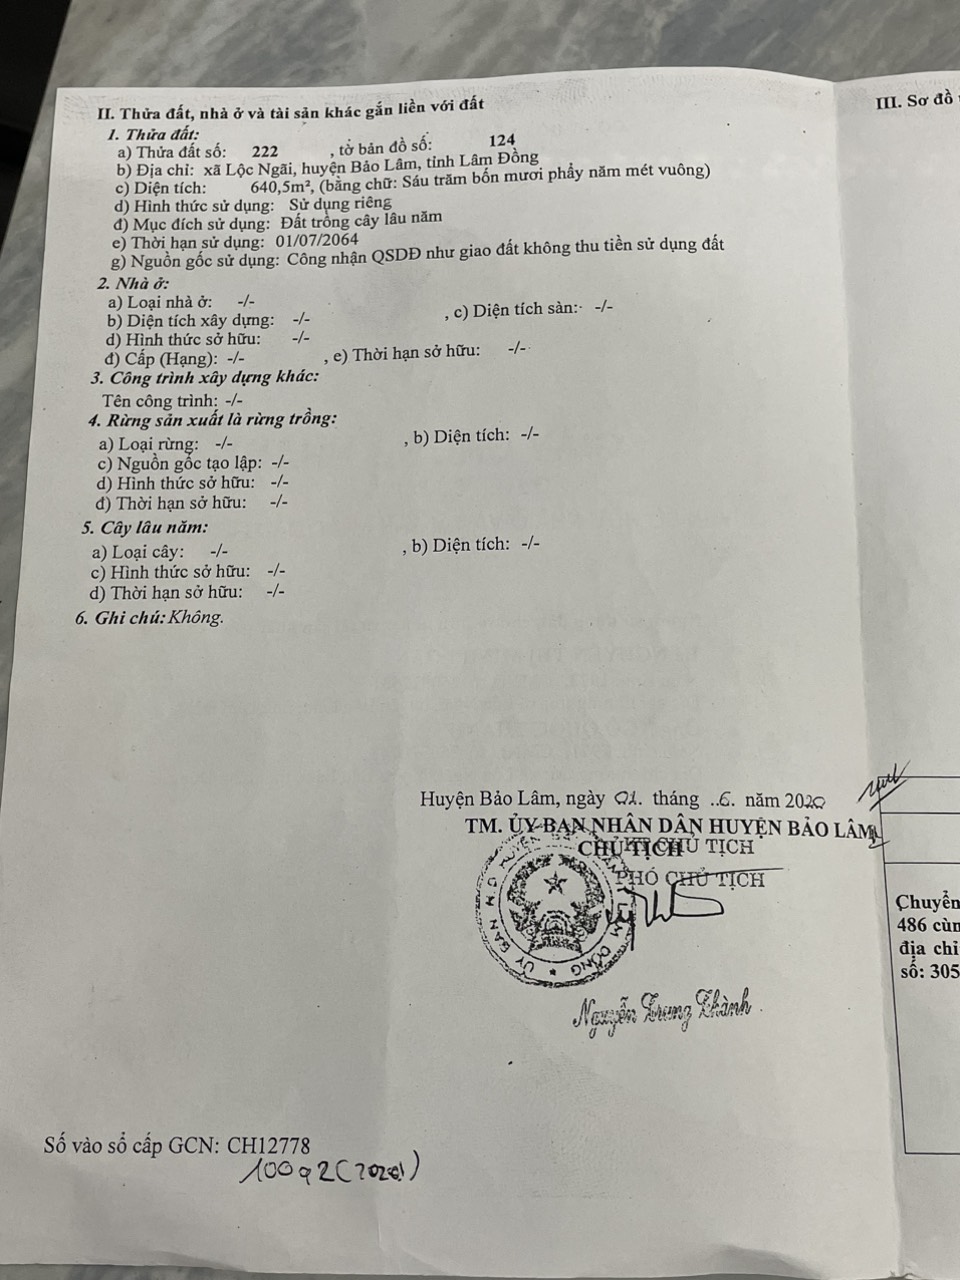 II. Thửa đất, nhà ở và tài sản khác gắn liền với đất
1. Thửa đất:
a) Thửa đất số: 222 , tờ bản đồ số: 124
b) Địa chỉ: xã Lộc Ngãi, huyện Bảo Lâm, tỉnh Lâm Đồng
c) Diện tích: 640,5m², (bằng chữ: Sáu trăm bốn mươi phẩy năm mét vuông)
d) Hình thức sử dụng: Sử dụng riêng
đ) Mục đích sử dụng: Đất trồng cây lâu năm
e) Thời hạn sử dụng: 01/07/2064
g) Nguồn gốc sử dụng: Công nhận QSDĐ như giao đất không thu tiền sử dụng đất
2. Nhà ở:
a) Loại nhà ở: -/-
b) Diện tích xây dựng: -/- , c) Diện tích sàn: -/-
d) Hình thức sở hữu: -/-
đ) Cấp (Hạng): -/- , e) Thời hạn sở hữu: -/-
3. Công trình xây dựng khác:
Tên công trình: -/-
4. Rừng sản xuất là rừng trồng:
a) Loại rừng: -/- , b) Diện tích: -/-
c) Nguồn gốc tạo lập: -/-
d) Hình thức sở hữu: -/-
đ) Thời hạn sở hữu: -/-
5. Cây lâu năm:
a) Loại cây: -/- , b) Diện tích: -/-
c) Hình thức sở hữu: -/-
d) Thời hạn sở hữu: -/-
6. Ghi chú: Không.
Huyện Bảo Lâm, ngày 01. tháng ..6. năm 2020
TM. ỦY BAN NHÂN DÂN HUYỆN BẢO LÂM
CHỦ TỊCH
CHỦ TỊCH
PHÓ CHỦ TỊCH
Nguyễn Trung Thành
Số vào sổ cấp GCN: CH12778
III. Sơ đồ
Chuyển
486 cùn
địa chỉ
số: 305